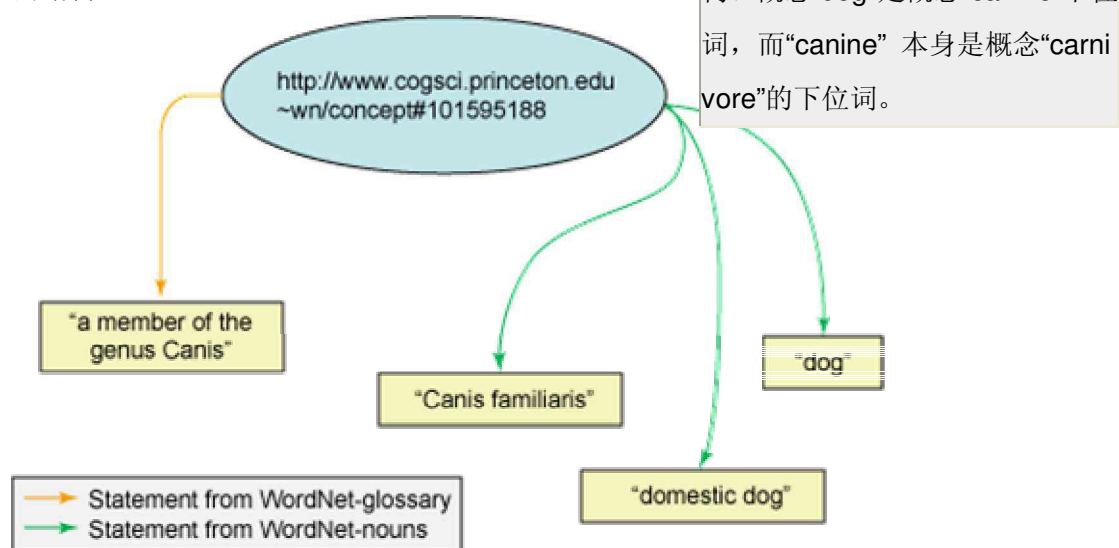 词，而“canine” 本身是概念“carni
vore”的下位词。
http://www.cogsci.princeton.edu
~wn/concept#101595188
“a member of the
genus Canis”
“Canis familiaris”
“dog”
“domestic dog”
Statement from WordNet-glossary
Statement from WordNet-nouns